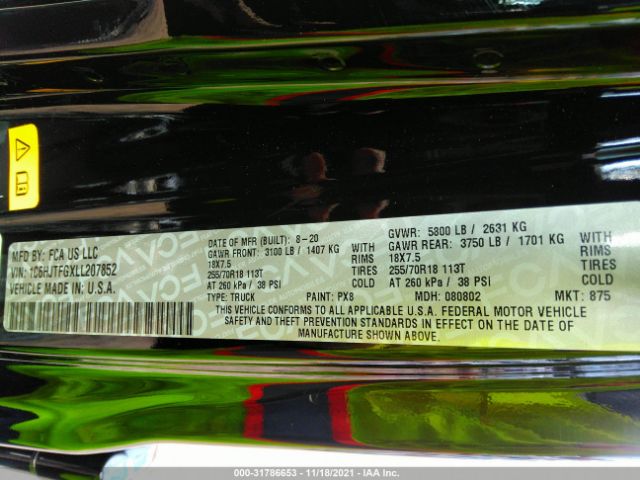 MFD BY: FCA US LLC
VIN: 1C6HJTFGXLL207852
VEHICLE MADE IN: U.S.A.
DATE OF MFR (BUILT): 8-20
GAWR FRONT: 3100 LB / 1407 KG WITH
18X7.5 RIMS
255/70R18 113T TIRES
AT 260 kPa / 38 PSI COLD
GVWR: 5800 LB / 2631 KG
GAWR REAR: 3750 LB / 1701 KG WITH
18X7.5 RIMS
255/70R18 113T TIRES
AT 260 kPa / 38 PSI COLD
TYPE: TRUCK PAINT: PX8 MDH: 080802 MKT: 875
THIS VEHICLE CONFORMS TO ALL APPLICABLE U.S.A. FEDERAL MOTOR VEHICLE
SAFETY AND THEFT PREVENTION STANDARDS IN EFFECT ON THE DATE OF
MANUFACTURE SHOWN ABOVE.
000-31786653 - 11/18/2021 - IAA Inc.